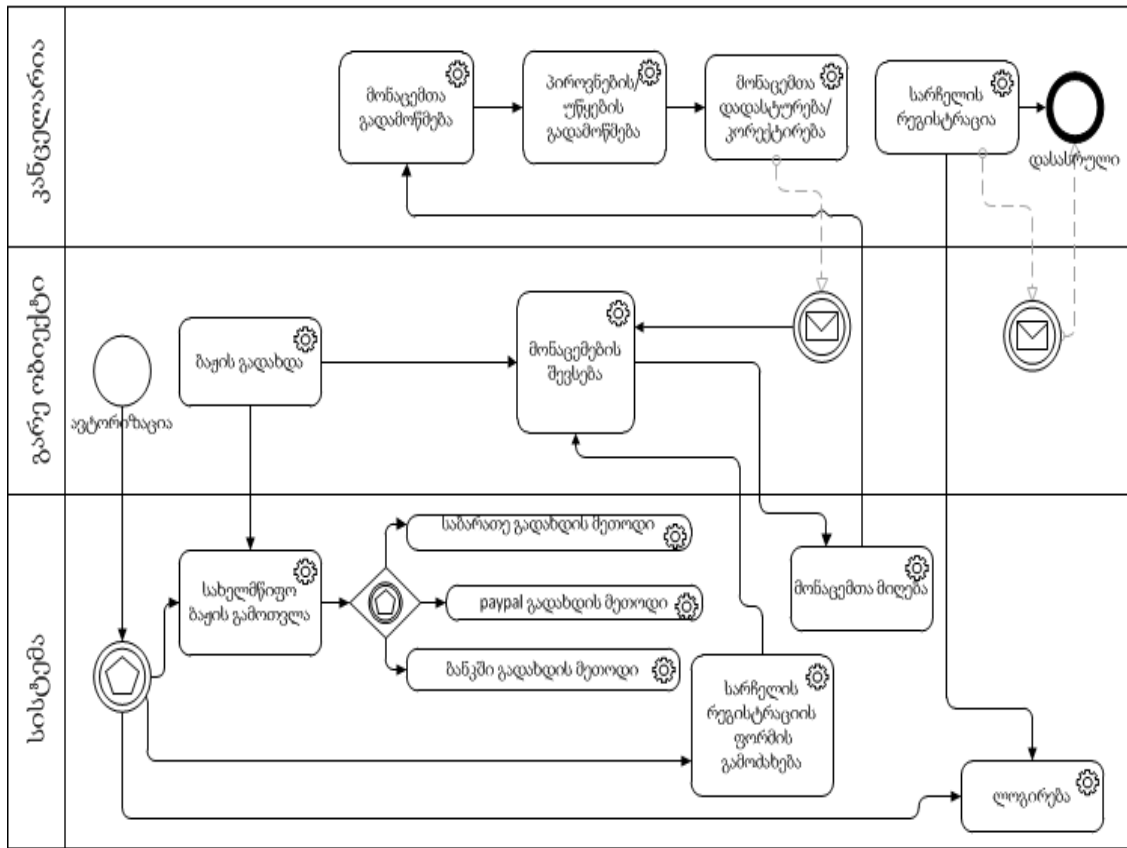 კანცელარია
მონაცემთა
გადამოწმება
პიროვნების/
უწყების
გადამოწმება
მონაცემთა
დადასტურება/
კორექტირება
სარჩელის
რეგისტრაცია
დასასრული
გარე ობიექტი
ავტორიზაცია
ბაჟის გადახდა
მონაცემების
შევსება
სისტემა
სახელმწიფო
ბაჟის გამოთვლა
საბარათე გადახდის მეთოდი
paypal გადახდის მეთოდი
ბანკში გადახდის მეთოდი
სარჩელის
რეგისტრაციის
ფორმის
გამოძახება
მონაცემთა მიღება
ლოგირება